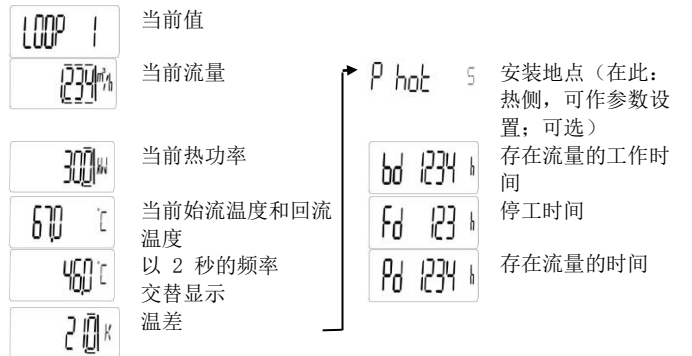 LOOP 1
当前值
1234 m³/h
当前流量
30,0 kW
当前热功率
67,0 °C
当前始流温度和回流
温度
46,0 °C
以 2 秒的频率
交替显示
21,0 K
温差
P hot S
安装地点（在此：
热侧，可作参数设
置；可选）
bd 1234 h
存在流量的工作时
间
Fd 123 h
停工时间
Pd 1234 h
存在流量的时间